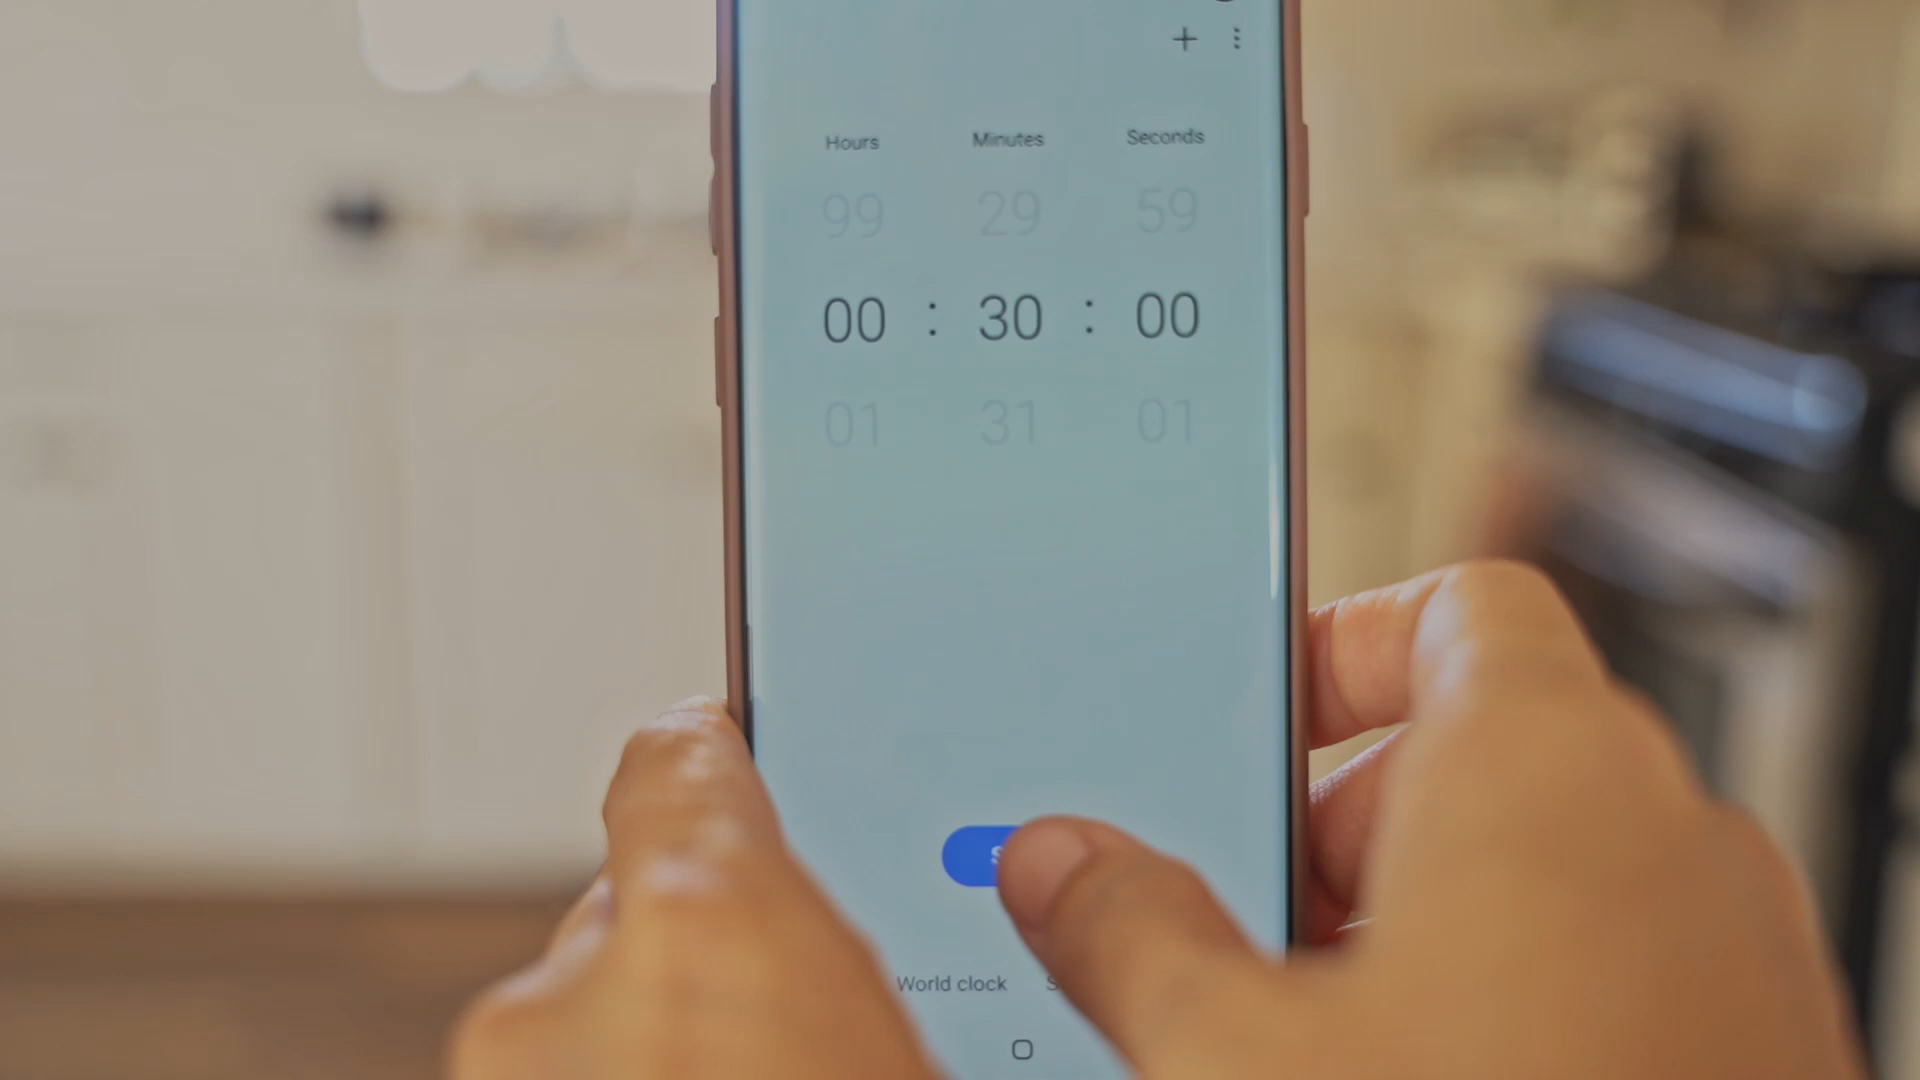 Hours Minutes Seconds
99 29 59
00 : 30 : 00
01 31 01
World clock